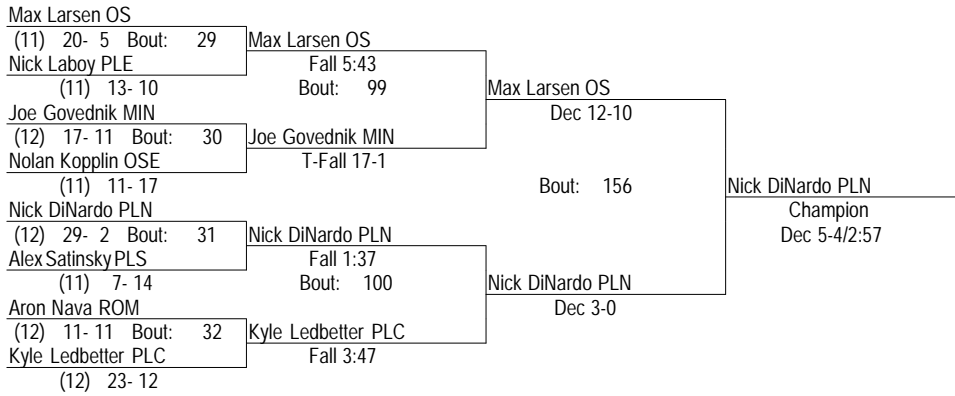 Max Larsen OS
(11) 20- 5 Bout: 29
Nick Laboy PLE
(11) 13- 10
Joe Govednik MIN
(12) 17- 11 Bout: 30
Nolan Kopplin OSE
(11) 11- 17
Nick DiNardo PLN
(12) 29- 2 Bout: 31
Alex Satinsky PLS
(11) 7- 14
Aron Nava ROM
(12) 11- 11 Bout: 32
Kyle Ledbetter PLC
(12) 23- 12
Max Larsen OS
Fall 5:43
Bout: 99
Joe Govednik MIN
T-Fall 17-1
Nick DiNardo PLN
Fall 1:37
Bout: 100
Kyle Ledbetter PLC
Fall 3:47
Max Larsen OS
Dec 12-10
Bout: 156
Nick DiNardo PLN
Dec 3-0
Nick DiNardo PLN
Champion
Dec 5-4/2:57